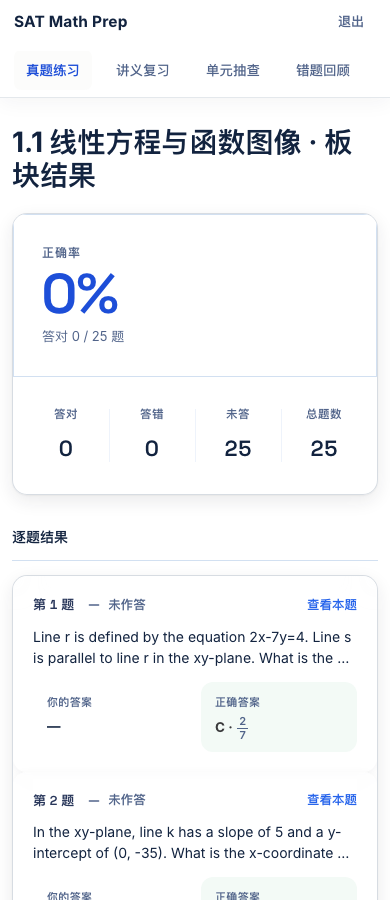 SAT Math Prep
退出
真题练习
讲义复习
单元抽查
错题回顾
1.1 线性方程与函数图像 · 板
块结果
正确率
0%
答对 0 / 25 题
答对
答错
未答
总题数
0
0
25
25
逐题结果
第 1 题 — 未作答
查看本题
Line r is defined by the equation 2x-7y=4. Line s
is parallel to line r in the xy-plane. What is the ...
你的答案
—
正确答案
C · 2/7
第 2 题 — 未作答
查看本题
In the xy-plane, line k has a slope of 5 and a y-
intercept of (0, -35). What is the x-coordinate ...
你的答案
正确答案